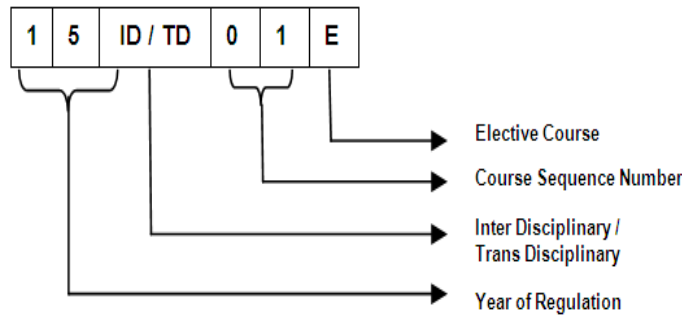 1 5 ID / TD 0 1 E
Elective Course
Course Sequence Number
Inter Disciplinary /
Trans Disciplinary
Year of Regulation